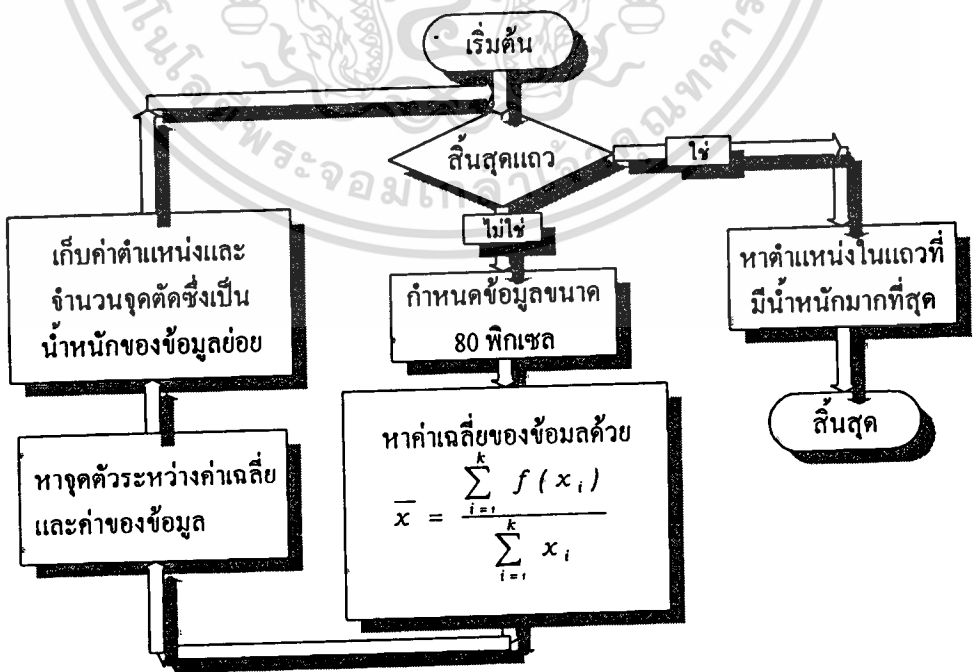 เริ่มต้น
สิ้นสุดแถว
ใช่
ไม่ใช่
เก็บค่าตำแหน่งและ
จำนวนจุดตัดซึ่งเป็น
น้ำหนักของข้อมูลย่อย
กำหนดข้อมูลขนาด
80 พิกเซล
หาตำแหน่งในแถวที่
มีน้ำหนักมากที่สุด
สิ้นสุด
หาจุดตัวระหว่างค่าเฉลี่ย
และค่าของข้อมูล
หาค่าเฉลี่ยของข้อมลด้วย
x̄ = \frac{\sum_{i=1}^{k} f(x_i)}{\sum_{i=1}^{k} x_i}